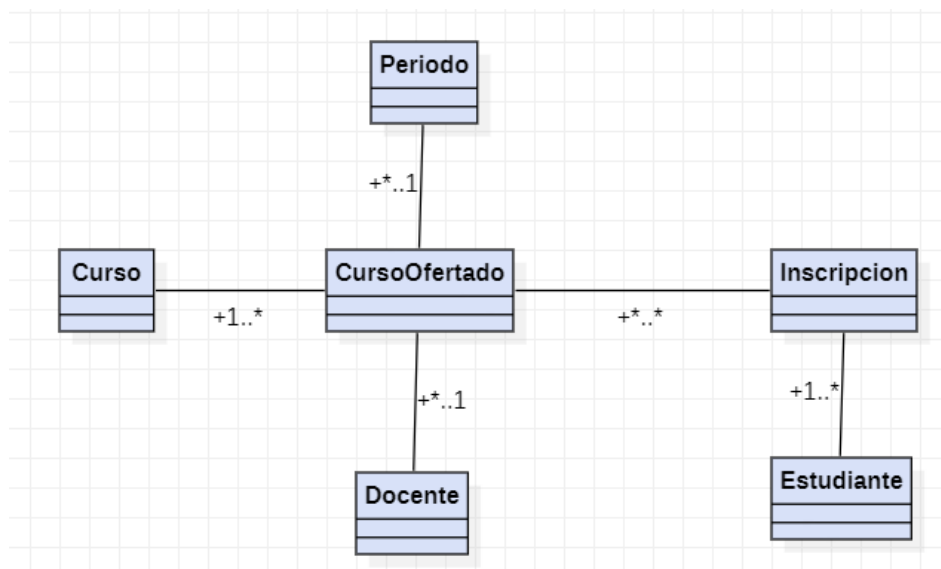 Periodo
+*..1
Curso
+1..*
CursoOfertado
+*..*
Inscripcion
+*..1
+1..*
Docente
Estudiante